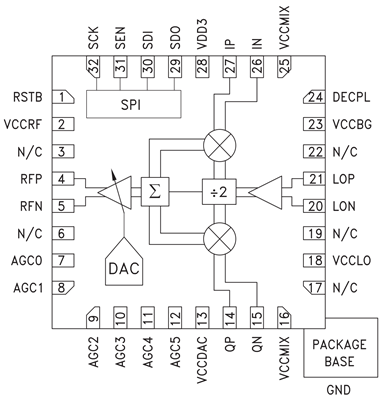 SCK
SEN
SDI
SDO
VDD3
IP
IN
VCCMIX
32
31
30
29
28
27
26
25
RSTB 1
VCCRF 2
N/C 3
RFP 4
RFN 5
N/C 6
AGC0 7
AGC1 8
SPI
Σ
÷2
DAC
24 DECPL
23 VCCBG
22 N/C
21 LOP
20 LON
19 N/C
18 VCCLO
17 N/C
9
10
11
12
13
14
15
16
AGC2
AGC3
AGC4
AGC5
VCCDAC
QP
QN
VCCMIX
PACKAGE
BASE
GND